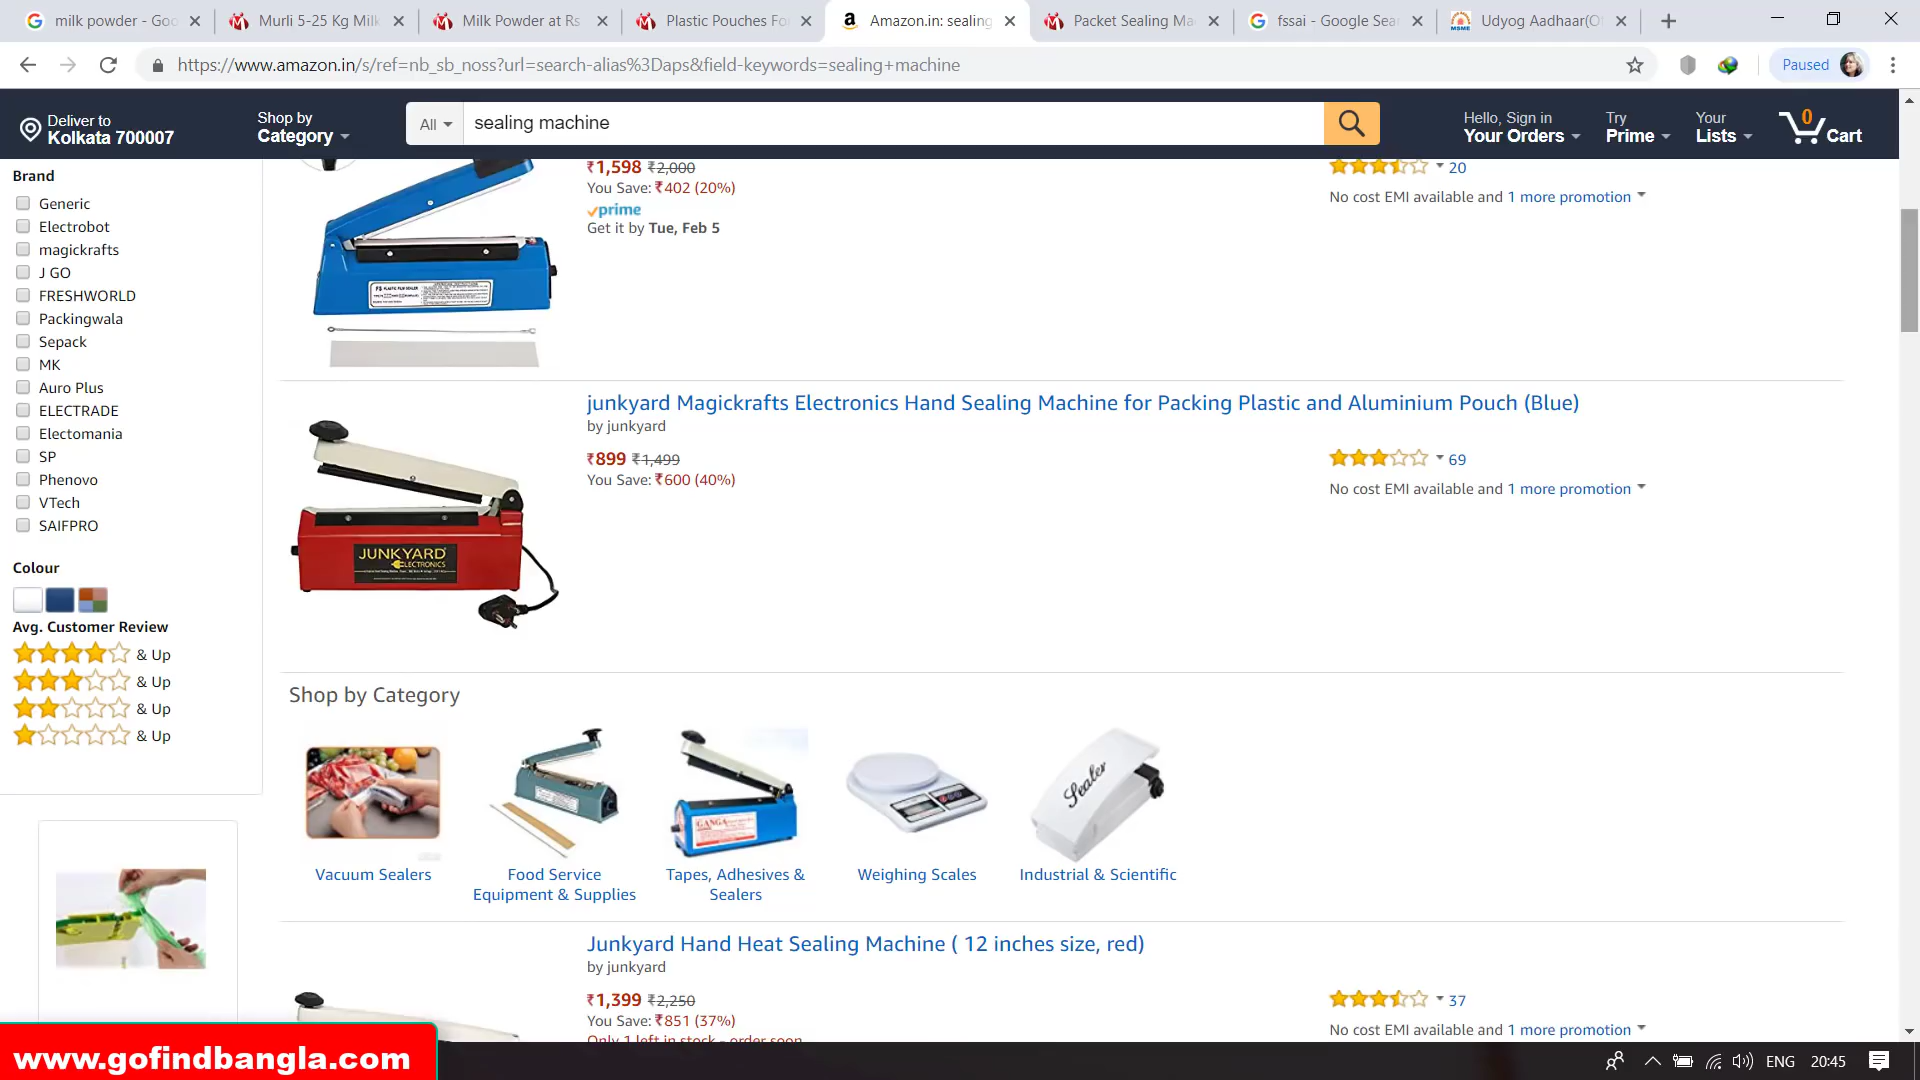 milk powder - Goo
Murli 5-25 Kg Milk
Milk Powder at Rs
Plastic Pouches Fo
Amazon.in: sealing
Packet Sealing Ma
fssai - Google Sea
Udyog Aadhaar(O
https://www.amazon.in/s/ref=nb_sb_noss?url=search-alias%3Daps&field-keywords=sealing+machine
Paused
Deliver to
Kolkata 700007
Shop by
Category
All
sealing machine
Hello, Sign in
Your Orders
Try
Prime
Your
Lists
0
Cart
Brand
Generic
Electrobot
magickrafts
J GO
FRESHWORLD
Packingwala
Sepack
MK
Auro Plus
ELECTRADE
Electomania
SP
Phenovo
VTech
SAIFPRO
Colour
Avg. Customer Review
& Up
& Up
& Up
& Up
₹1,598 ₹2,000
You Save: ₹402 (20%)
prime
Get it by Tue, Feb 5
20
No cost EMI available and 1 more promotion
junkyard Magickrafts Electronics Hand Sealing Machine for Packing Plastic and Aluminium Pouch (Blue)
by junkyard
₹899 ₹1,499
You Save: ₹600 (40%)
69
No cost EMI available and 1 more promotion
JUNKYARD
ELECTRONICS
Shop by Category
GANGA
Sealer
Vacuum Sealers
Food Service
Equipment & Supplies
Tapes, Adhesives &
Sealers
Weighing Scales
Industrial & Scientific
Junkyard Hand Heat Sealing Machine ( 12 inches size, red)
by junkyard
₹1,399 ₹2,250
You Save: ₹851 (37%)
Only 1 left in stock - order soon
37
No cost EMI available and 1 more promotion
www.gofindbangla.com
ENG
20:45